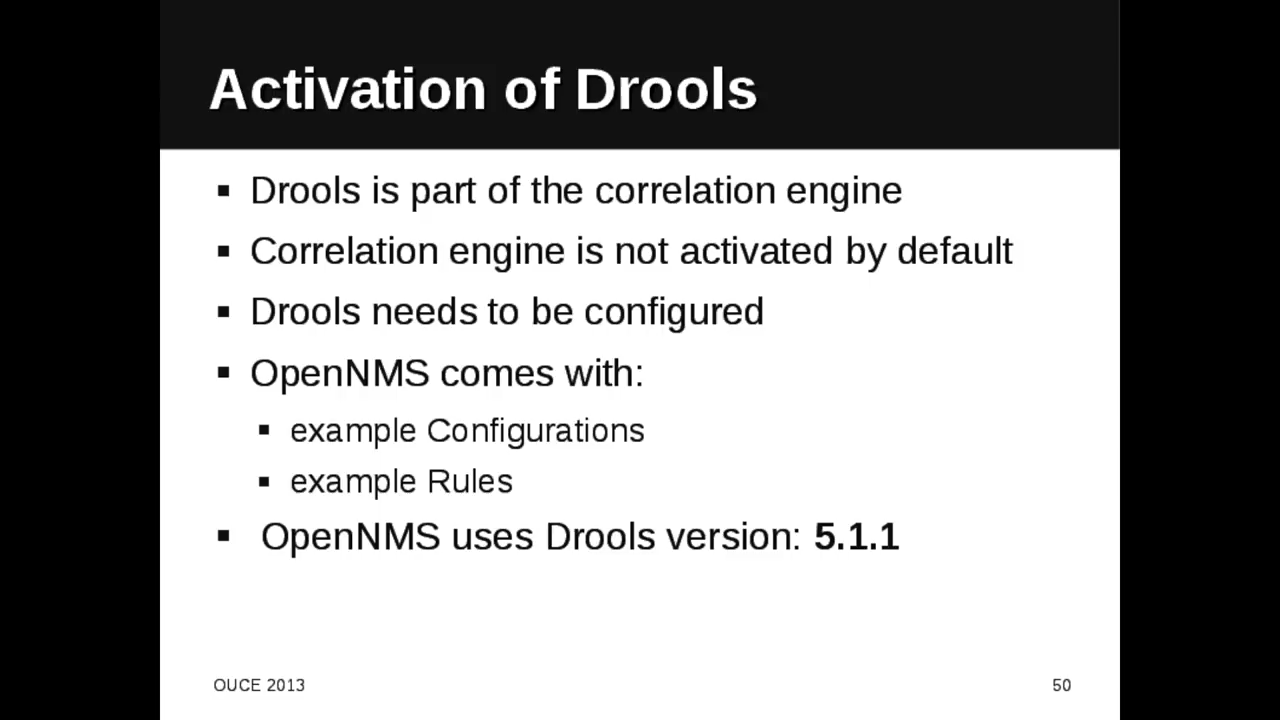 Activation of Drools
▪ Drools is part of the correlation engine
▪ Correlation engine is not activated by default
▪ Drools needs to be configured
▪ OpenNMS comes with:
▪ example Configurations
▪ example Rules
▪ OpenNMS uses Drools version: 5.1.1
OUCE 2013
50